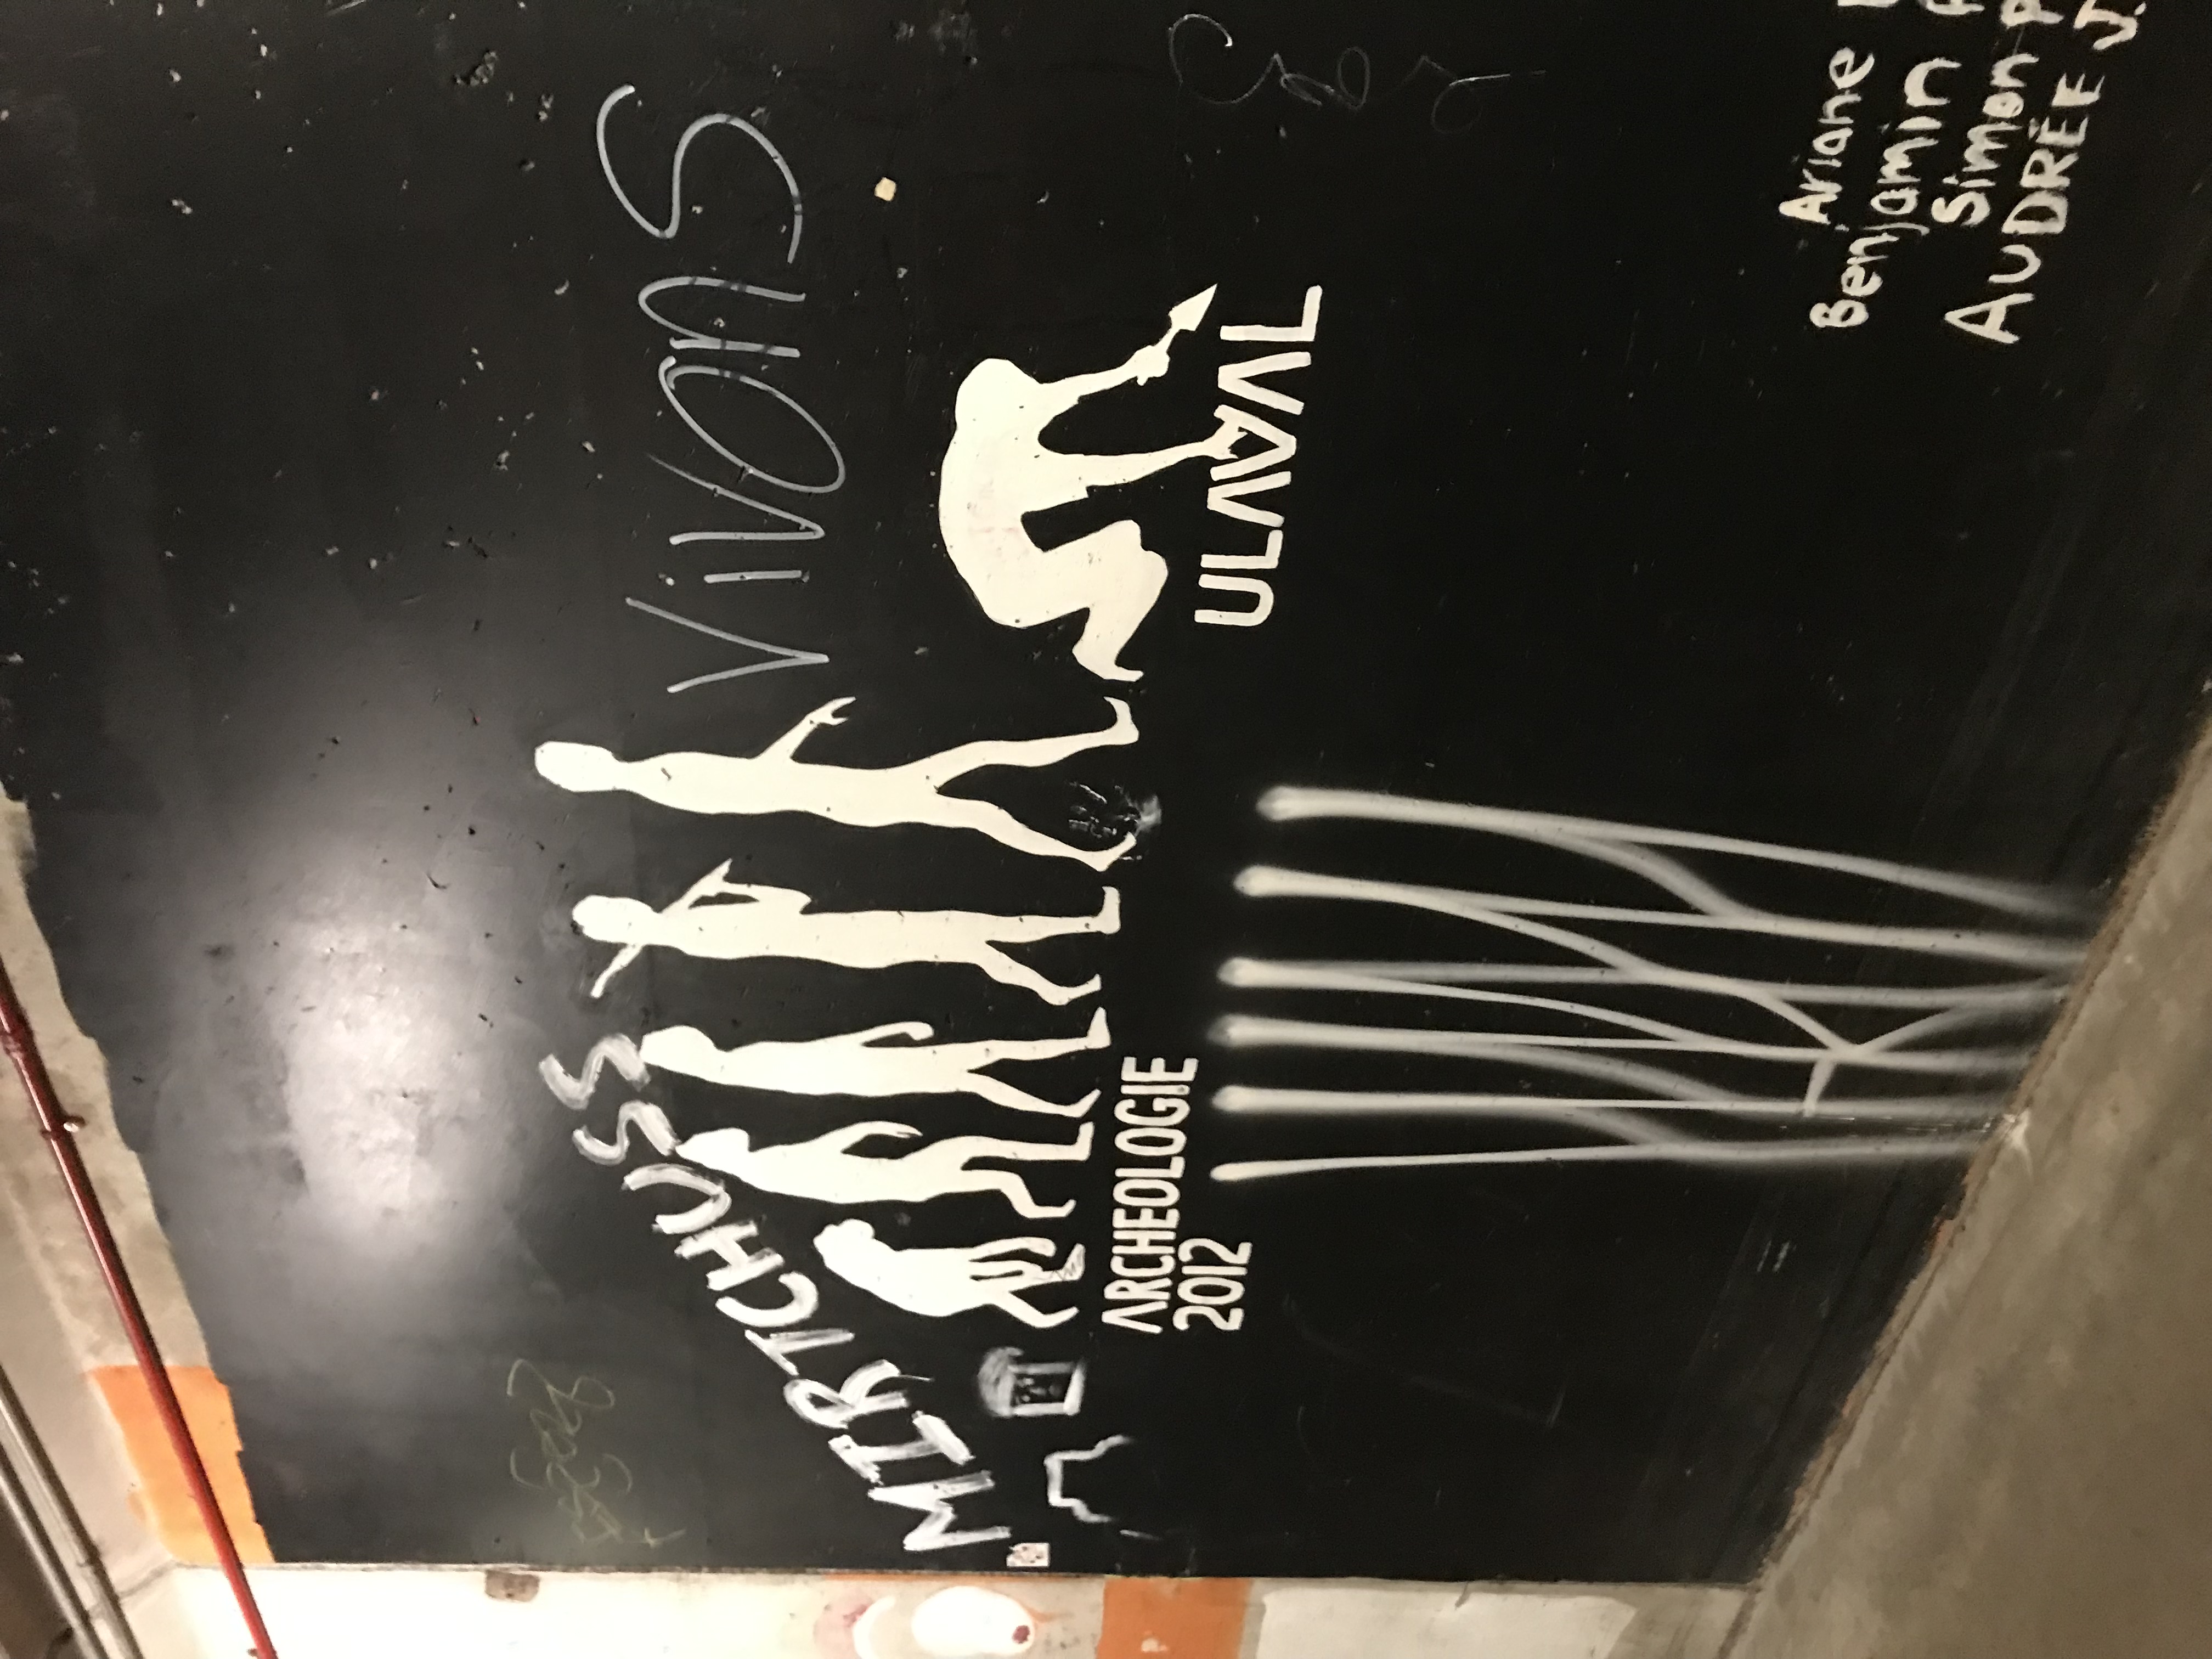 MIRTCHUSS
vivons
ARCHEOLOGIE
2012
ULAVAL
Ariane
Benjamin
Simon P
AUDRÉE J.